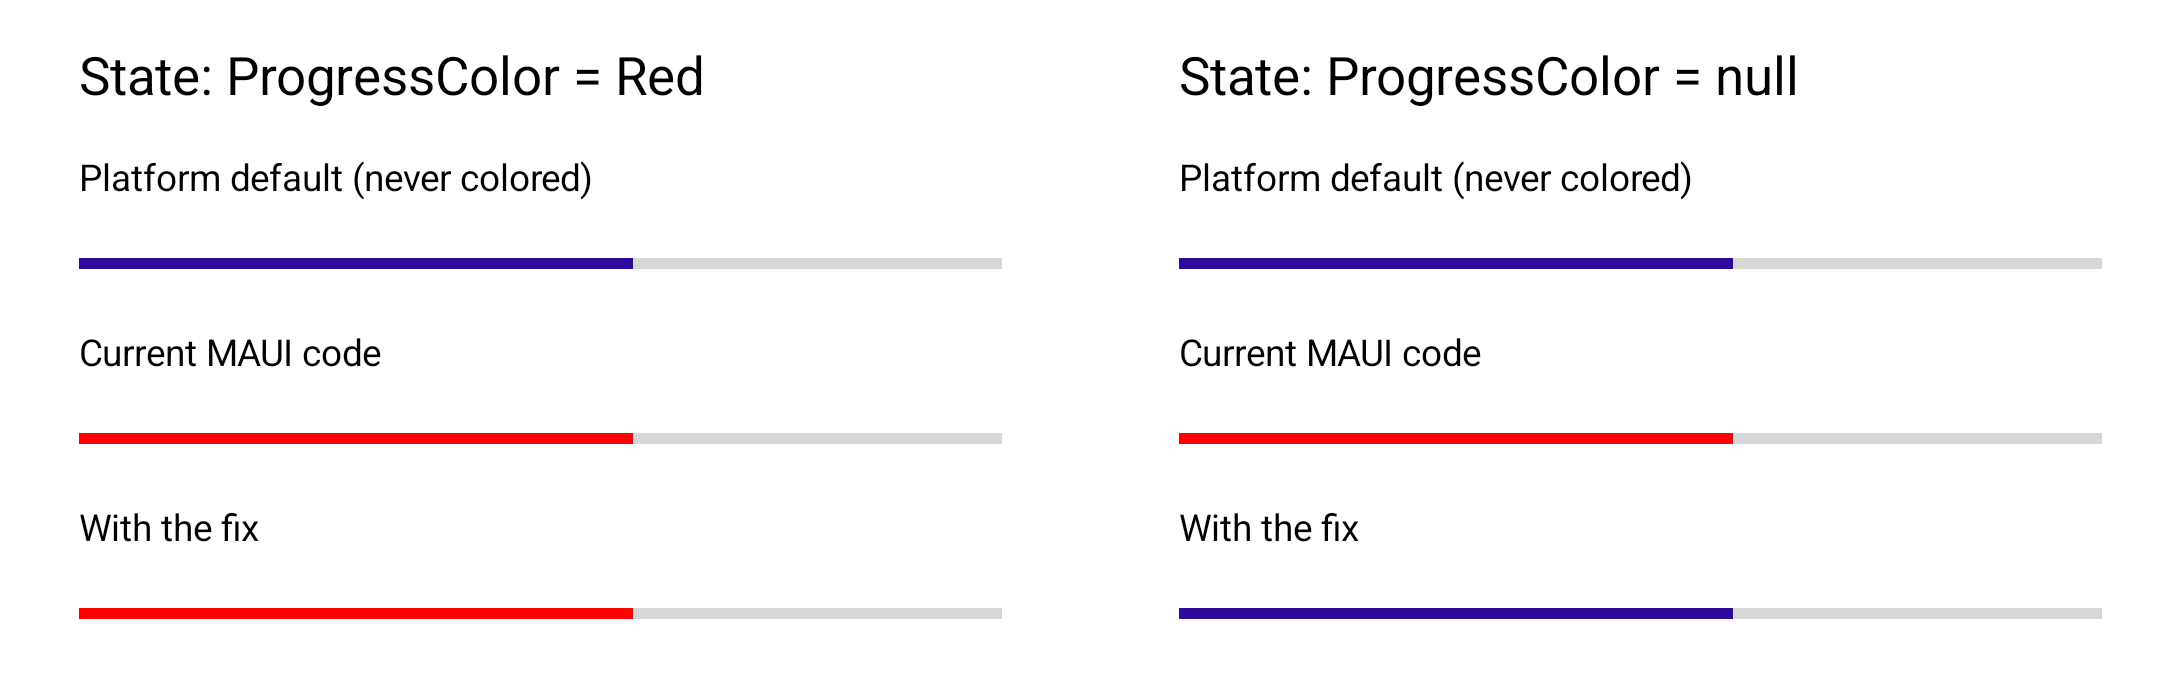 State: ProgressColor = Red
Platform default (never colored)
Current MAUI code
With the fix
State: ProgressColor = null
Platform default (never colored)
Current MAUI code
With the fix